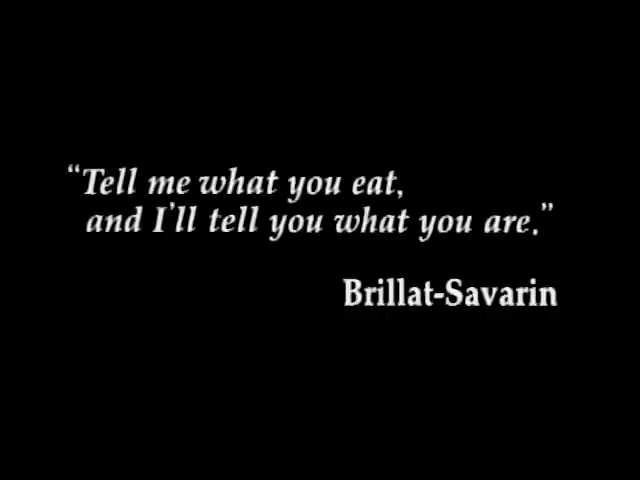 “Tell me what you eat,
and I'll tell you what you are.”
Brillat-Savarin